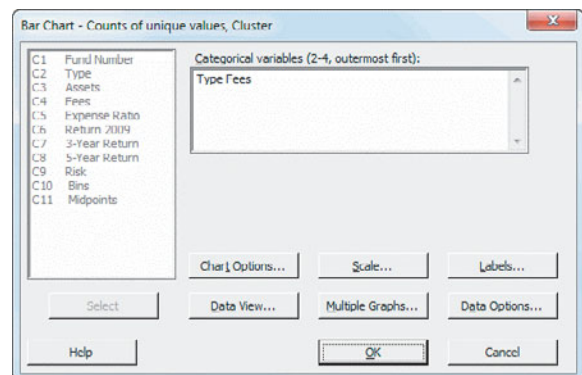 Bar Chart - Counts of unique values, Cluster
C1 Fund Number
C2 Type
C3 Assets
C4 Fees
C5 Expense Ratio
C6 Return 2009
C7 3-Year Return
C8 5-Year Return
C9 Risk
C10 Bins
C11 Midpoints
Categorical variables (2-4, outermost first):
Type Fees
Chart Options...
Scale...
Labels...
Select
Data View...
Multiple Graphs...
Data Options...
Help
OK
Cancel